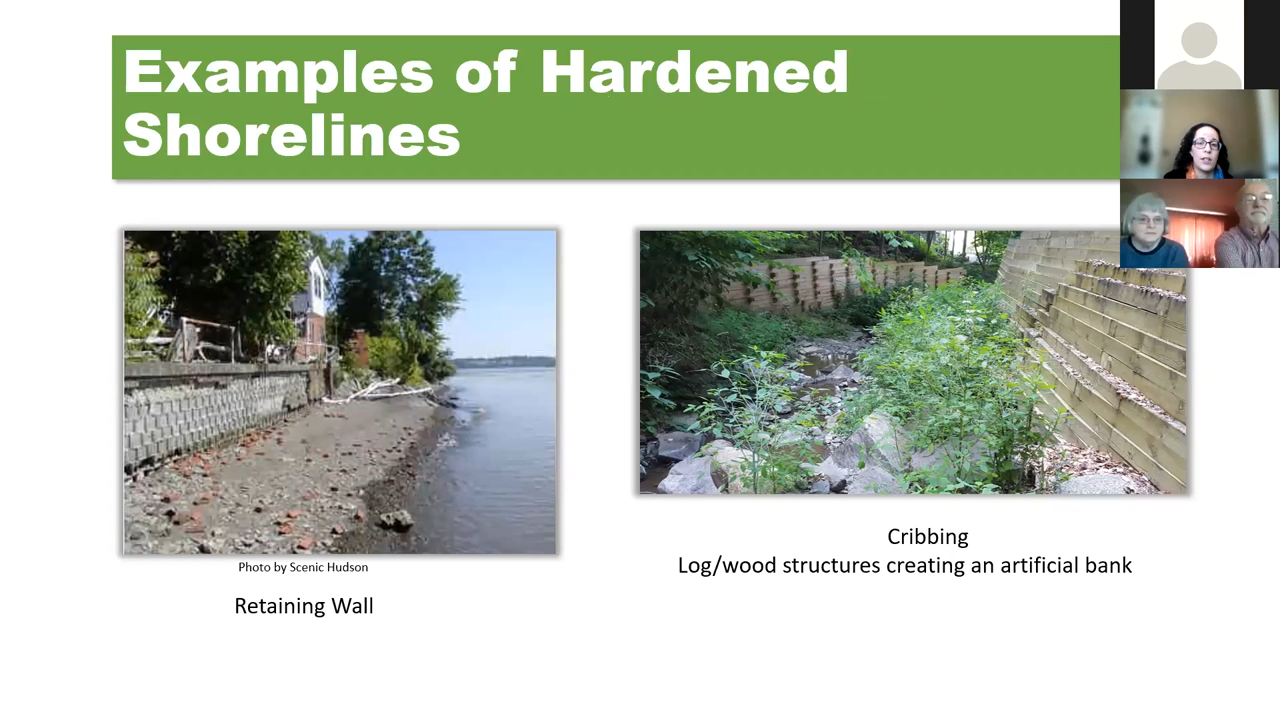 Examples of Hardened
Shorelines
Photo by Scenic Hudson
Retaining Wall
Cribbing
Log/wood structures creating an artificial bank